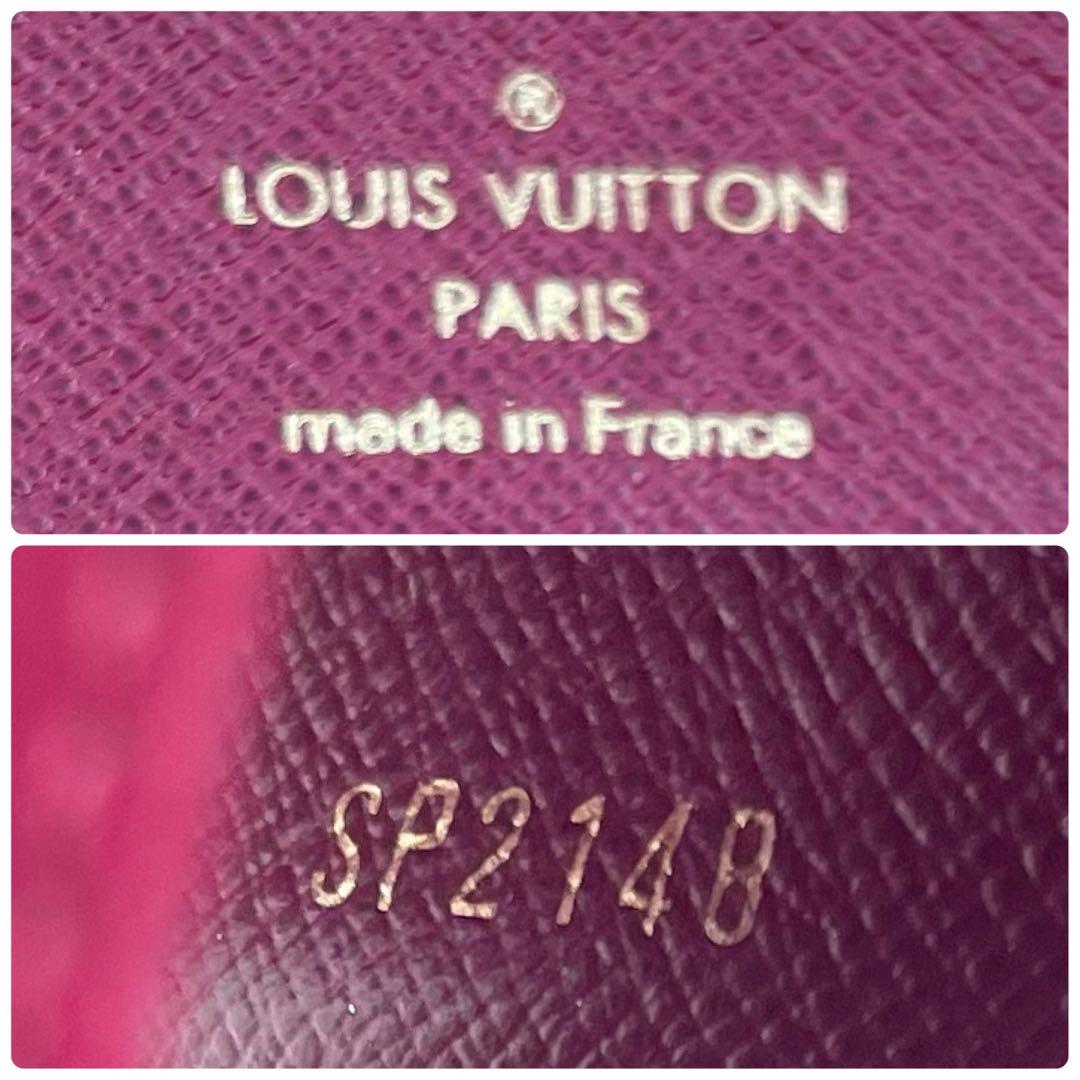 ®
LOUIS VUITTON
PARIS
made in France
SP2148